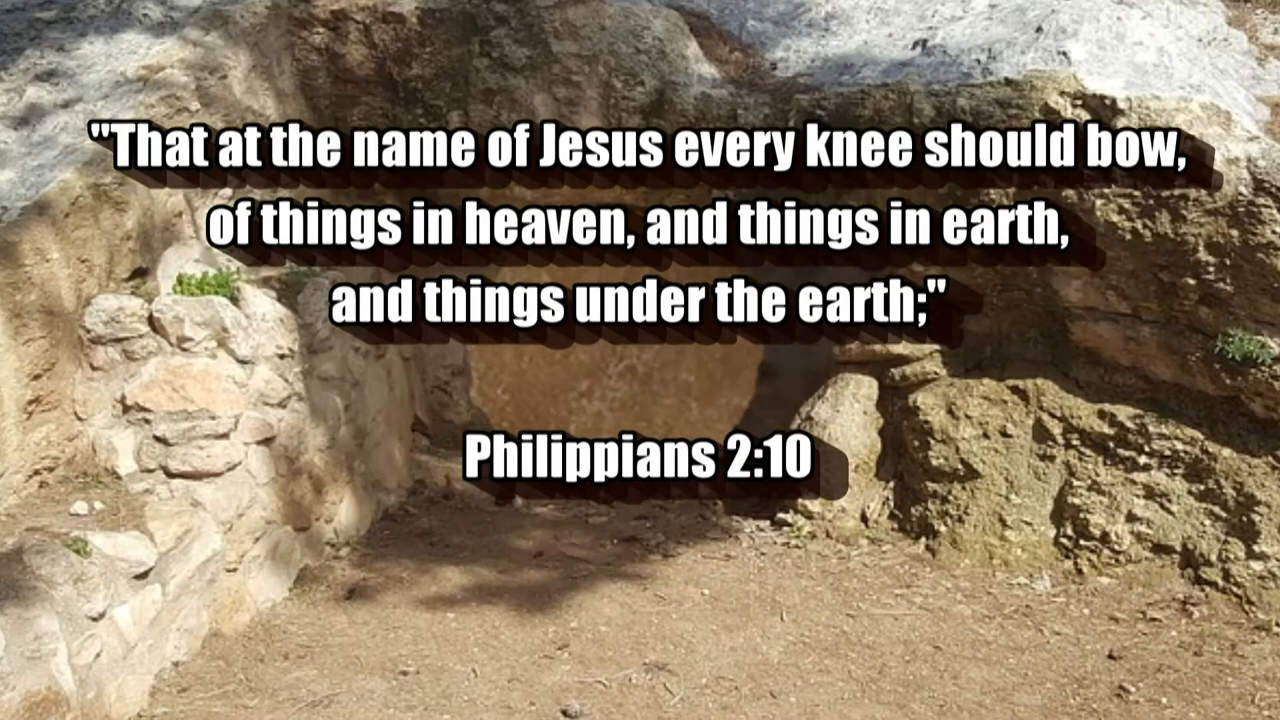 "That at the name of Jesus every knee should bow,
of things in heaven, and things in earth,
and things under the earth;"
Philippians 2:10